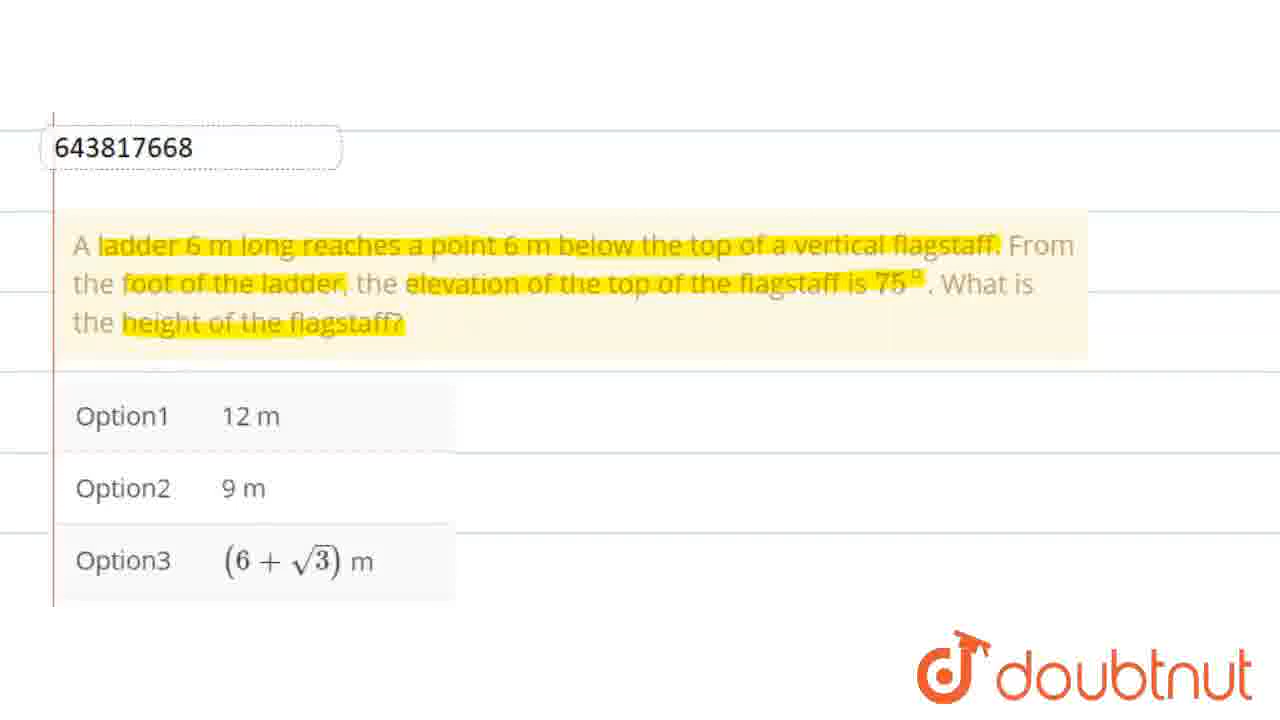 643817668
A ladder 6 m long reaches a point 6 m below the top of a vertical flagstaff. From
the foot of the ladder, the elevation of the top of the flagstaff is 75°. What is
the height of the flagstaff?
Option1 12 m
Option2 9 m
Option3 (6 + √3) m
doubtnut